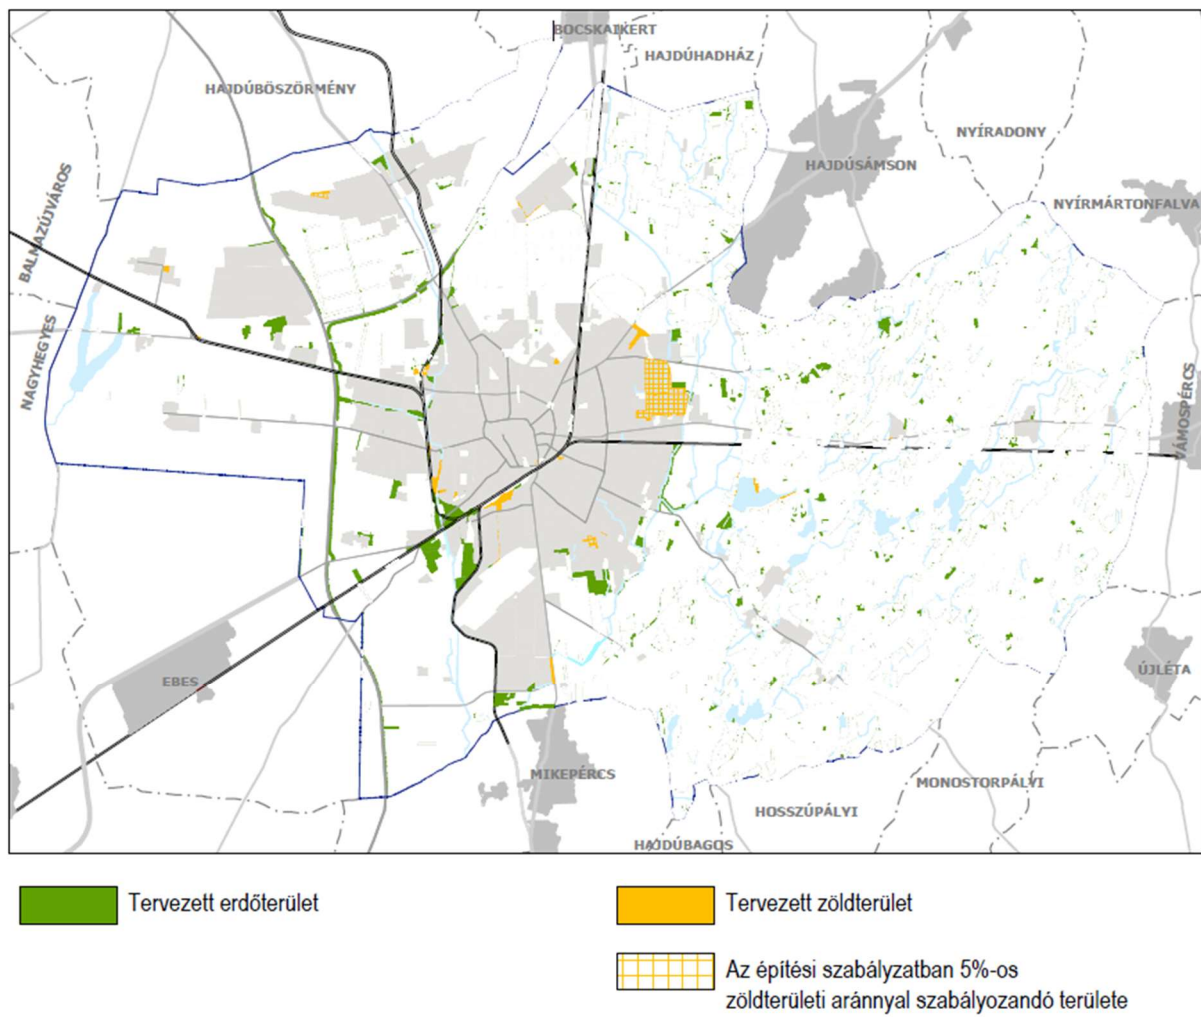 BOCSKAIKERT
HAJDÚHADHÁZ
HAJDÚBÖSZÖRMÉNY
NYÍRADONY
HAJDÚSÁMSON
BALMAZÚJVÁROS
NYÍRMÁRTONFALVA
NAGYHEGYES
VÁMOSPÉRCS
EBES
ÚJLÉTA
MIKEPÉRCS
MONOSTORPÁLYI
HOSSZÚPÁLYI
HAJDÚBAGOS
Tervezett erdőterület
Tervezett zöldterület
Az építési szabályzatban 5%-os
zöldterületi aránnyal szabályozandó területe